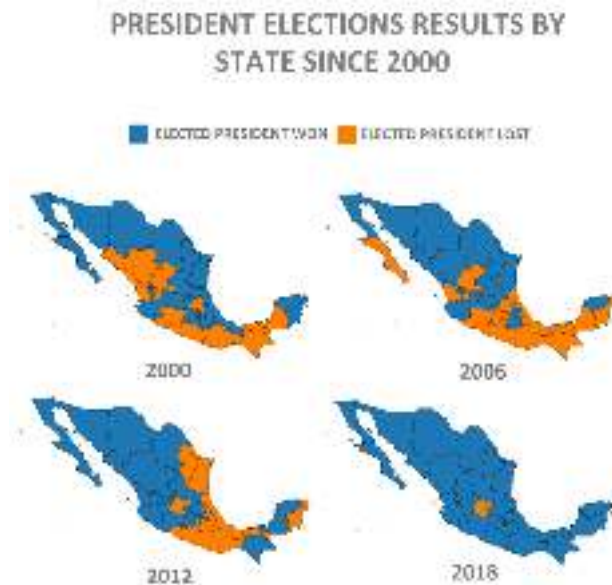 PRESIDENT ELECTIONS RESULTS BY
STATE SINCE 2000
ELECTED PRESIDENT WON ELECTED PRESIDENT LOST
2000
2006
2012
2018